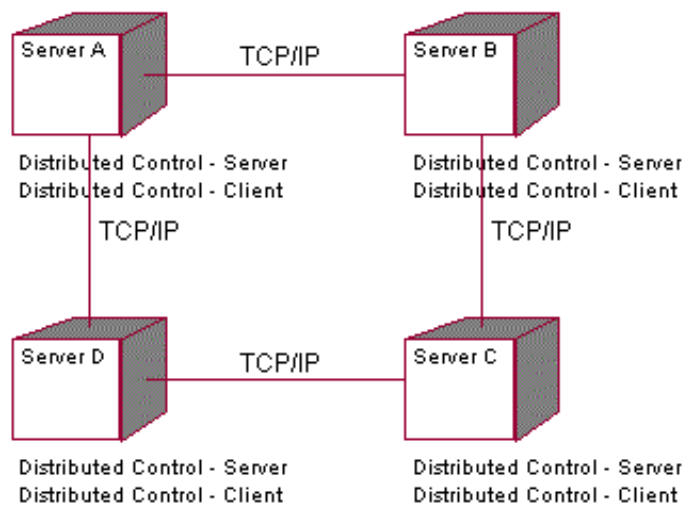 Server A
TCP/IP
Server B
Distributed Control - Server
Distributed Control - Client
Distributed Control - Server
Distributed Control - Client
TCP/IP
TCP/IP
Server D
TCP/IP
Server C
Distributed Control - Server
Distributed Control - Client
Distributed Control - Server
Distributed Control - Client